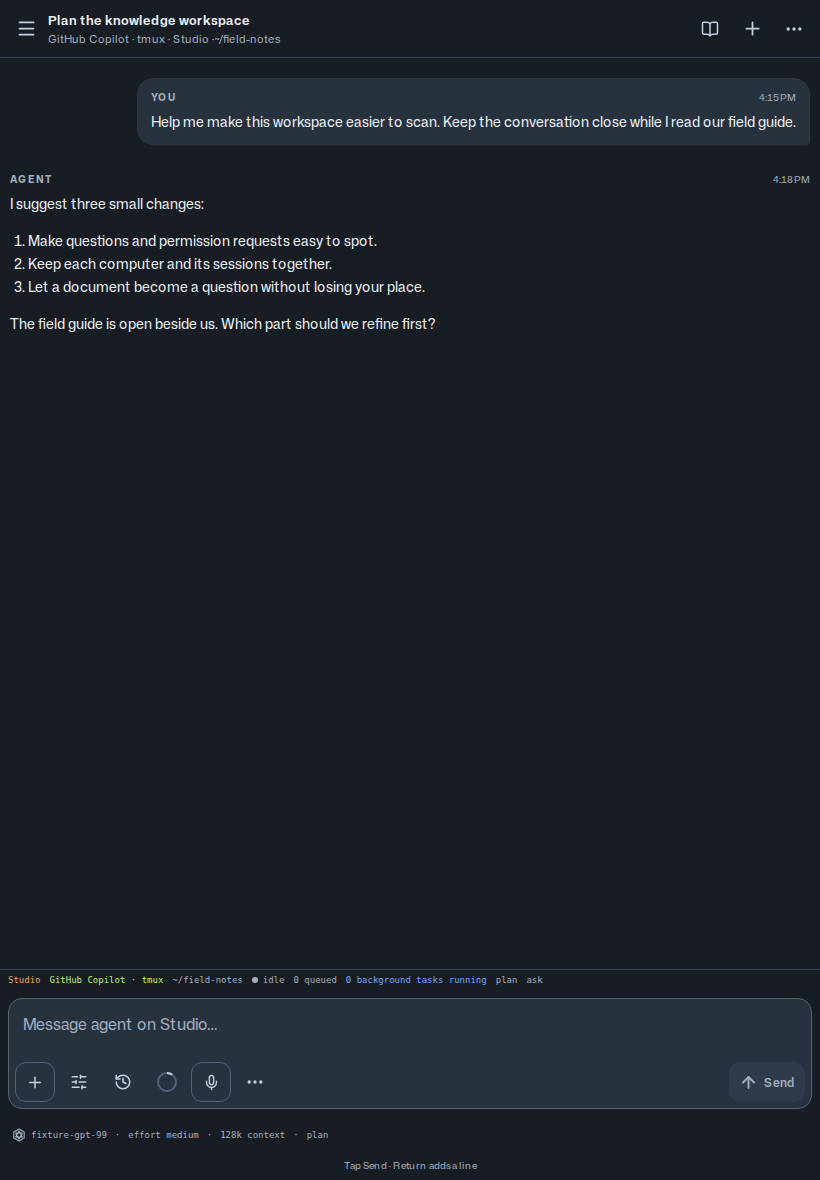 Plan the knowledge workspace
GitHub Copilot · tmux · Studio · ~/field-notes
YOU 4:15 PM
Help me make this workspace easier to scan. Keep the conversation close while I read our field guide.
AGENT 4:18 PM
I suggest three small changes:
1. Make questions and permission requests easy to spot.
2. Keep each computer and its sessions together.
3. Let a document become a question without losing your place.
The field guide is open beside us. Which part should we refine first?
Studio GitHub Copilot · tmux ~/field-notes idle 0 queued 0 background tasks running plan ask
Message agent on Studio...
Send
fixture-gpt-99 · effort medium · 128k context · plan
Tap Send · Return adds a line